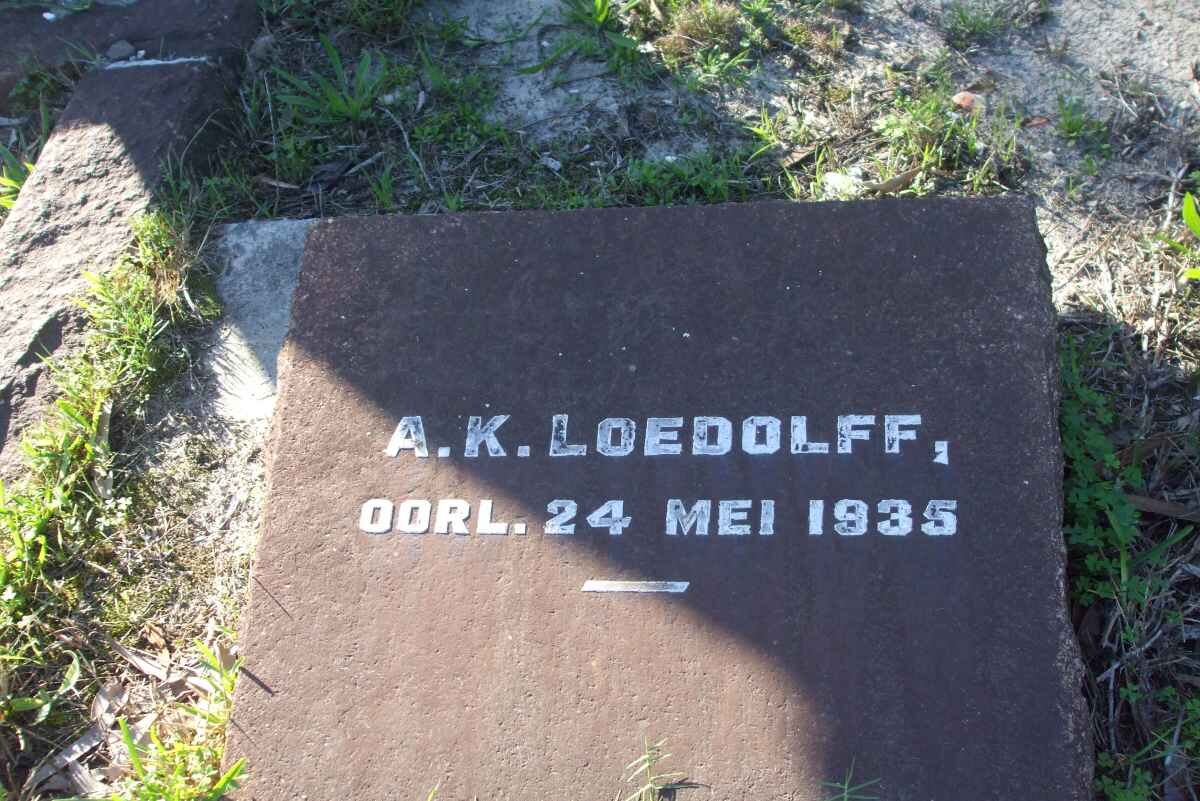 A.K. LOEDOLFF,
OORL. 24 MEI 1935